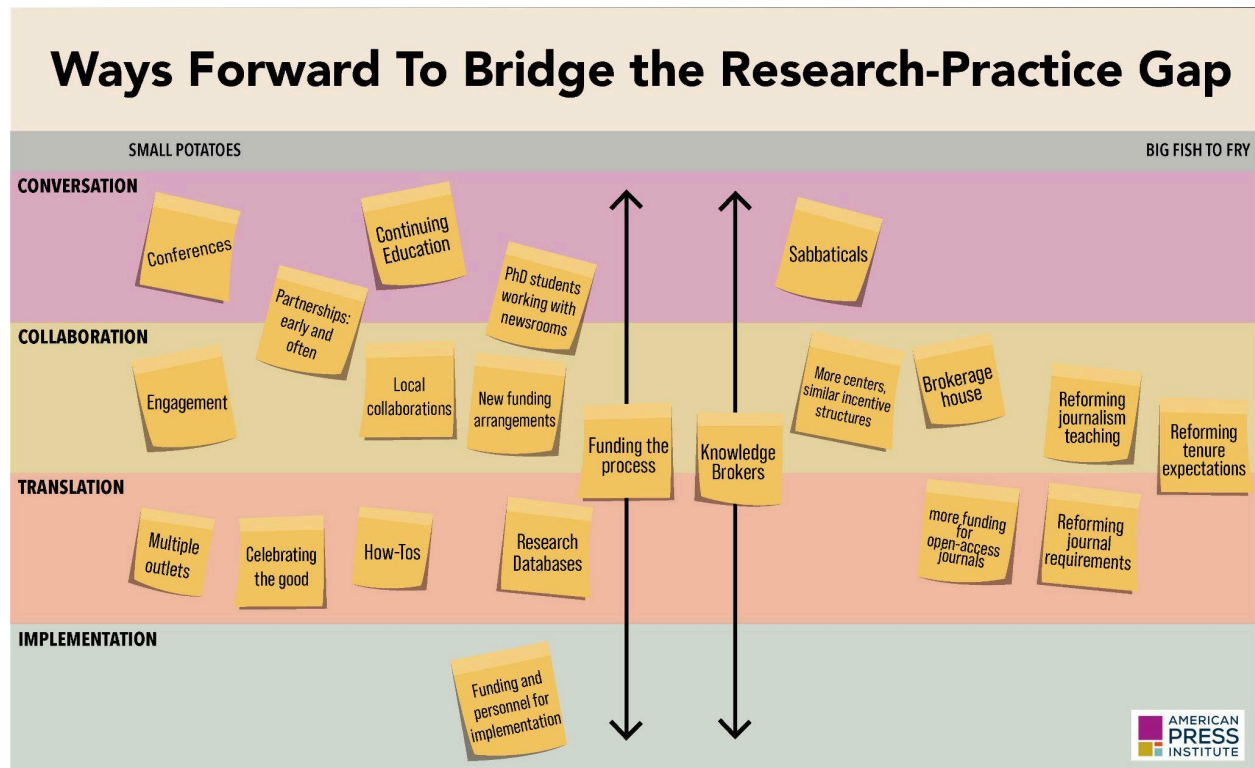 Ways Forward To Bridge the Research-Practice Gap
SMALL POTATOES
BIG FISH TO FRY
CONVERSATION
Conferences
Partnerships:
early and
often
Continuing
Education
PhD students
working with
newsrooms
Sabbaticals
COLLABORATION
Engagement
Local
collaborations
New funding
arrangements
Funding the
process
Knowledge
Brokers
More centers,
similar incentive
structures
Brokerage
house
Reforming
journalism
teaching
Reforming
tenure
expectations
TRANSLATION
Multiple
outlets
Celebrating
the good
How-Tos
Research
Databases
more funding
for
open-access
journals
Reforming
journal
requirements
IMPLEMENTATION
Funding and
personnel for
implementation
AMERICAN
PRESS
INSTITUTE